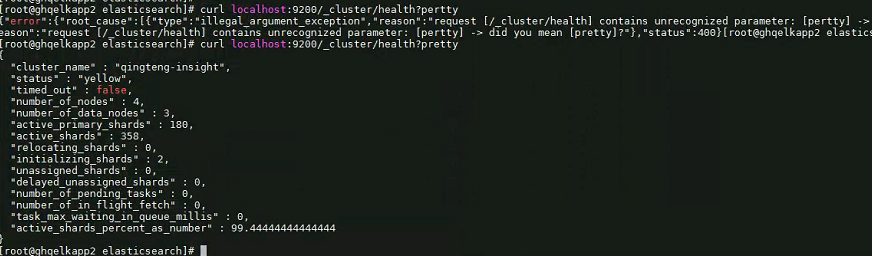 [root@ghqelkapp2 elasticsearch]# curl localhost:9200/_cluster/health?pertty
{"error":{"root_cause":[{"type":"illegal_argument_exception","reason":"request [/_cluster/health] contains unrecognized parameter: [pertty] ->
eason":"request [/_cluster/health] contains unrecognized parameter: [pertty] -> did you mean [pretty]?"},"status":400}[root@ghqelkapp2 elastics
[root@ghqelkapp2 elasticsearch]# curl localhost:9200/_cluster/health?pretty
{
"cluster_name" : "qingteng-insight",
"status" : "yellow",
"timed_out" : false,
"number_of_nodes" : 4,
"number_of_data_nodes" : 3,
"active_primary_shards" : 180,
"active_shards" : 358,
"relocating_shards" : 0,
"initializing_shards" : 2,
"unassigned_shards" : 0,
"delayed_unassigned_shards" : 0,
"number_of_pending_tasks" : 0,
"number_of_in_flight_fetch" : 0,
"task_max_waiting_in_queue_millis" : 0,
"active_shards_percent_as_number" : 99.44444444444444
}
[root@ghqelkapp2 elasticsearch]#